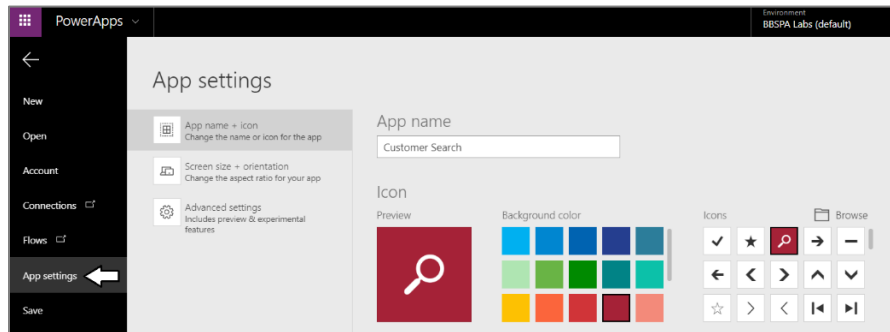 PowerApps
Environment
BBSPA Labs (default)
New
Open
Account
Connections
Flows
App settings
Save
App settings
App name + icon
Change the name or icon for the app
Screen size + orientation
Change the aspect ratio for your app
Advanced settings
Includes preview & experimental
features
App name
Customer Search
Icon
Preview
Background color
Icons
Browse